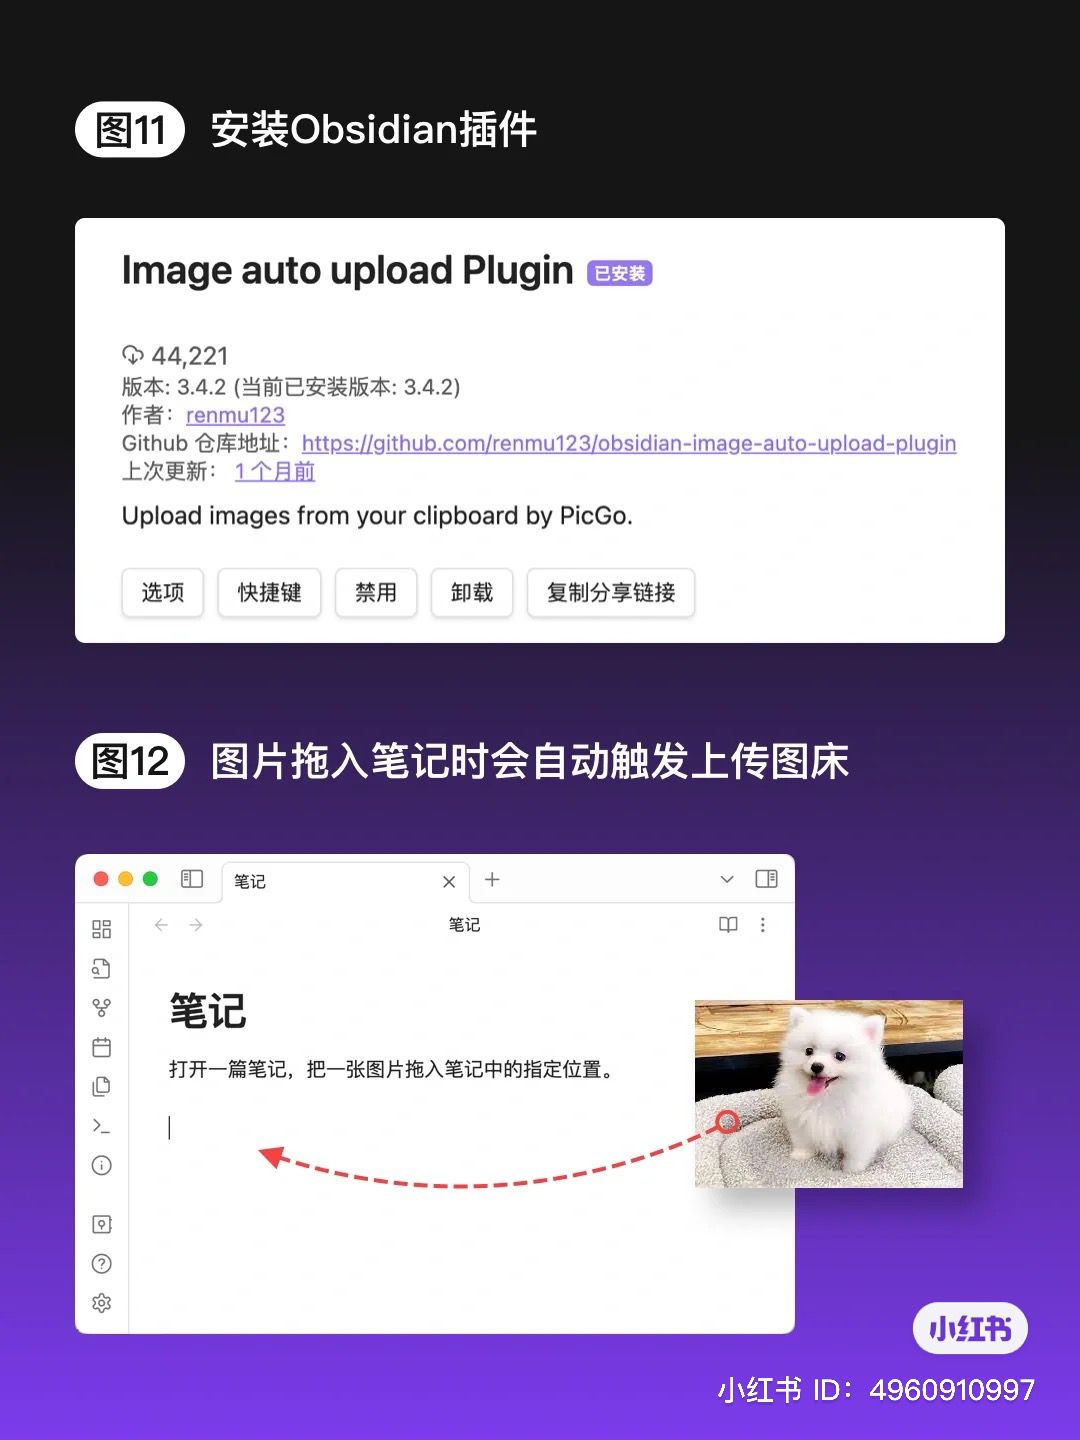 图11 安装Obsidian插件
Image auto upload Plugin 已安装
44,221
版本: 3.4.2 (当前已安装版本: 3.4.2)
作者： renmu123
Github 仓库地址： https://github.com/renmu123/obsidian-image-auto-upload-plugin
上次更新： 1 个月前
Upload images from your clipboard by PicGo.
选项 快捷键 禁用 卸载 复制分享链接
图12 图片拖入笔记时会自动触发上传图床
笔记
笔记
笔记
打开一篇笔记，把一张图片拖入笔记中的指定位置。
小红书
小红书 ID：4960910997